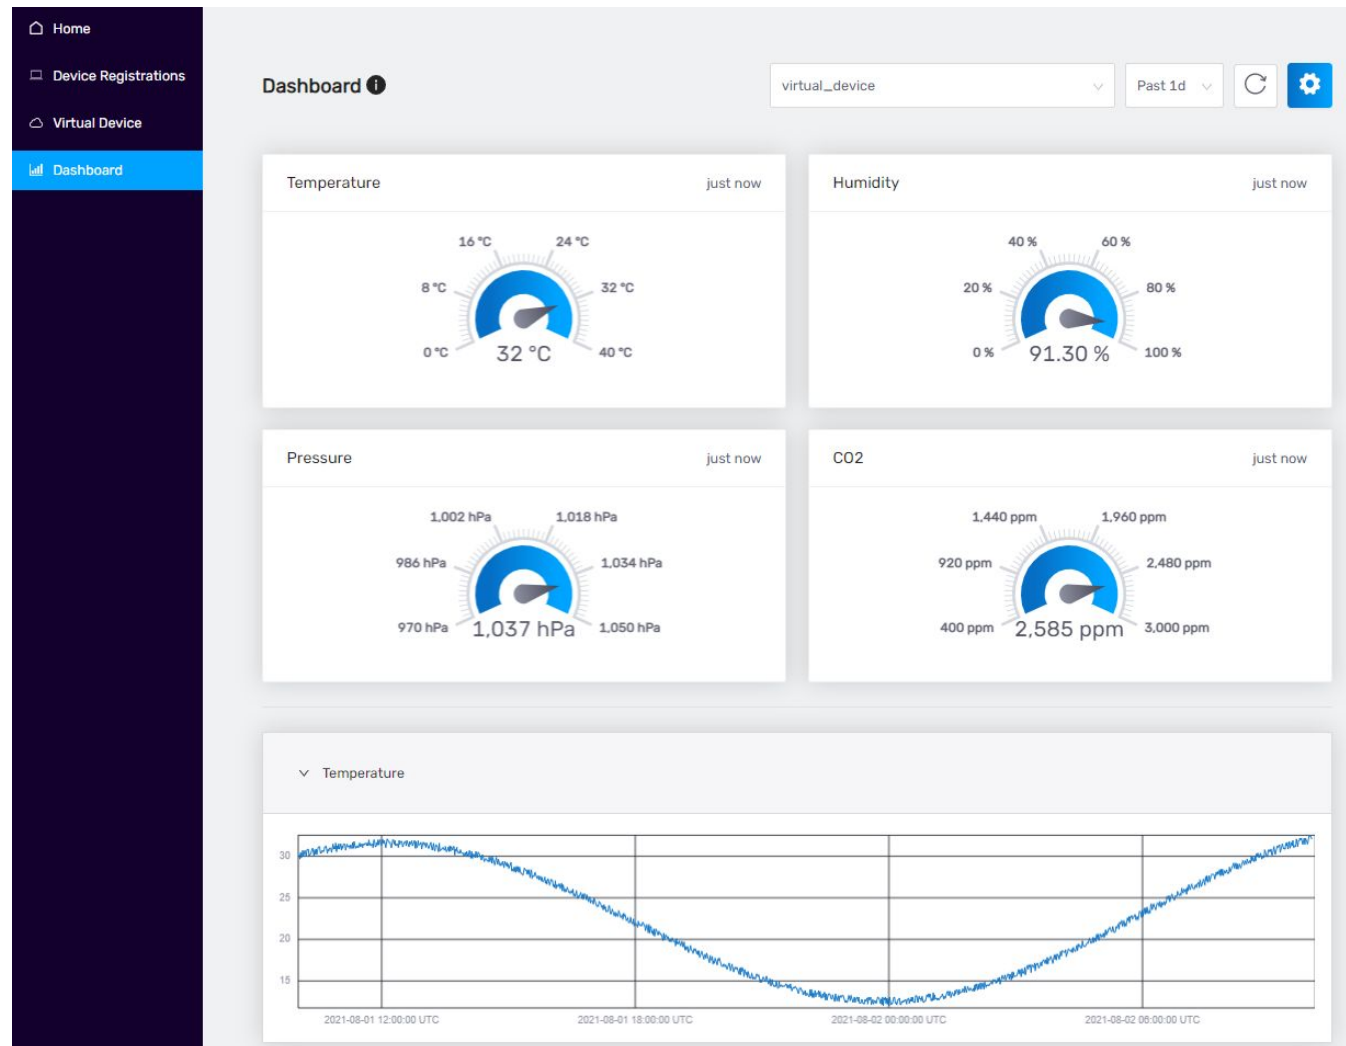 Home
Device Registrations
Virtual Device
Dashboard
Dashboard
virtual_device
Past 1d
Temperature
just now
16 °C 24 °C
8 °C 32 °C
0 °C 32 °C 40 °C
Humidity
just now
40 % 60 %
20 % 80 %
0 % 91.30 % 100 %
Pressure
just now
1,002 hPa 1,018 hPa
986 hPa 1,034 hPa
970 hPa 1,037 hPa 1,050 hPa
CO2
just now
1,440 ppm 1,960 ppm
920 ppm 2,480 ppm
400 ppm 2,585 ppm 3,000 ppm
Temperature
30
25
20
15
2021-08-01 12:00:00 UTC 2021-08-01 18:00:00 UTC 2021-08-02 00:00:00 UTC 2021-08-02 06:00:00 UTC